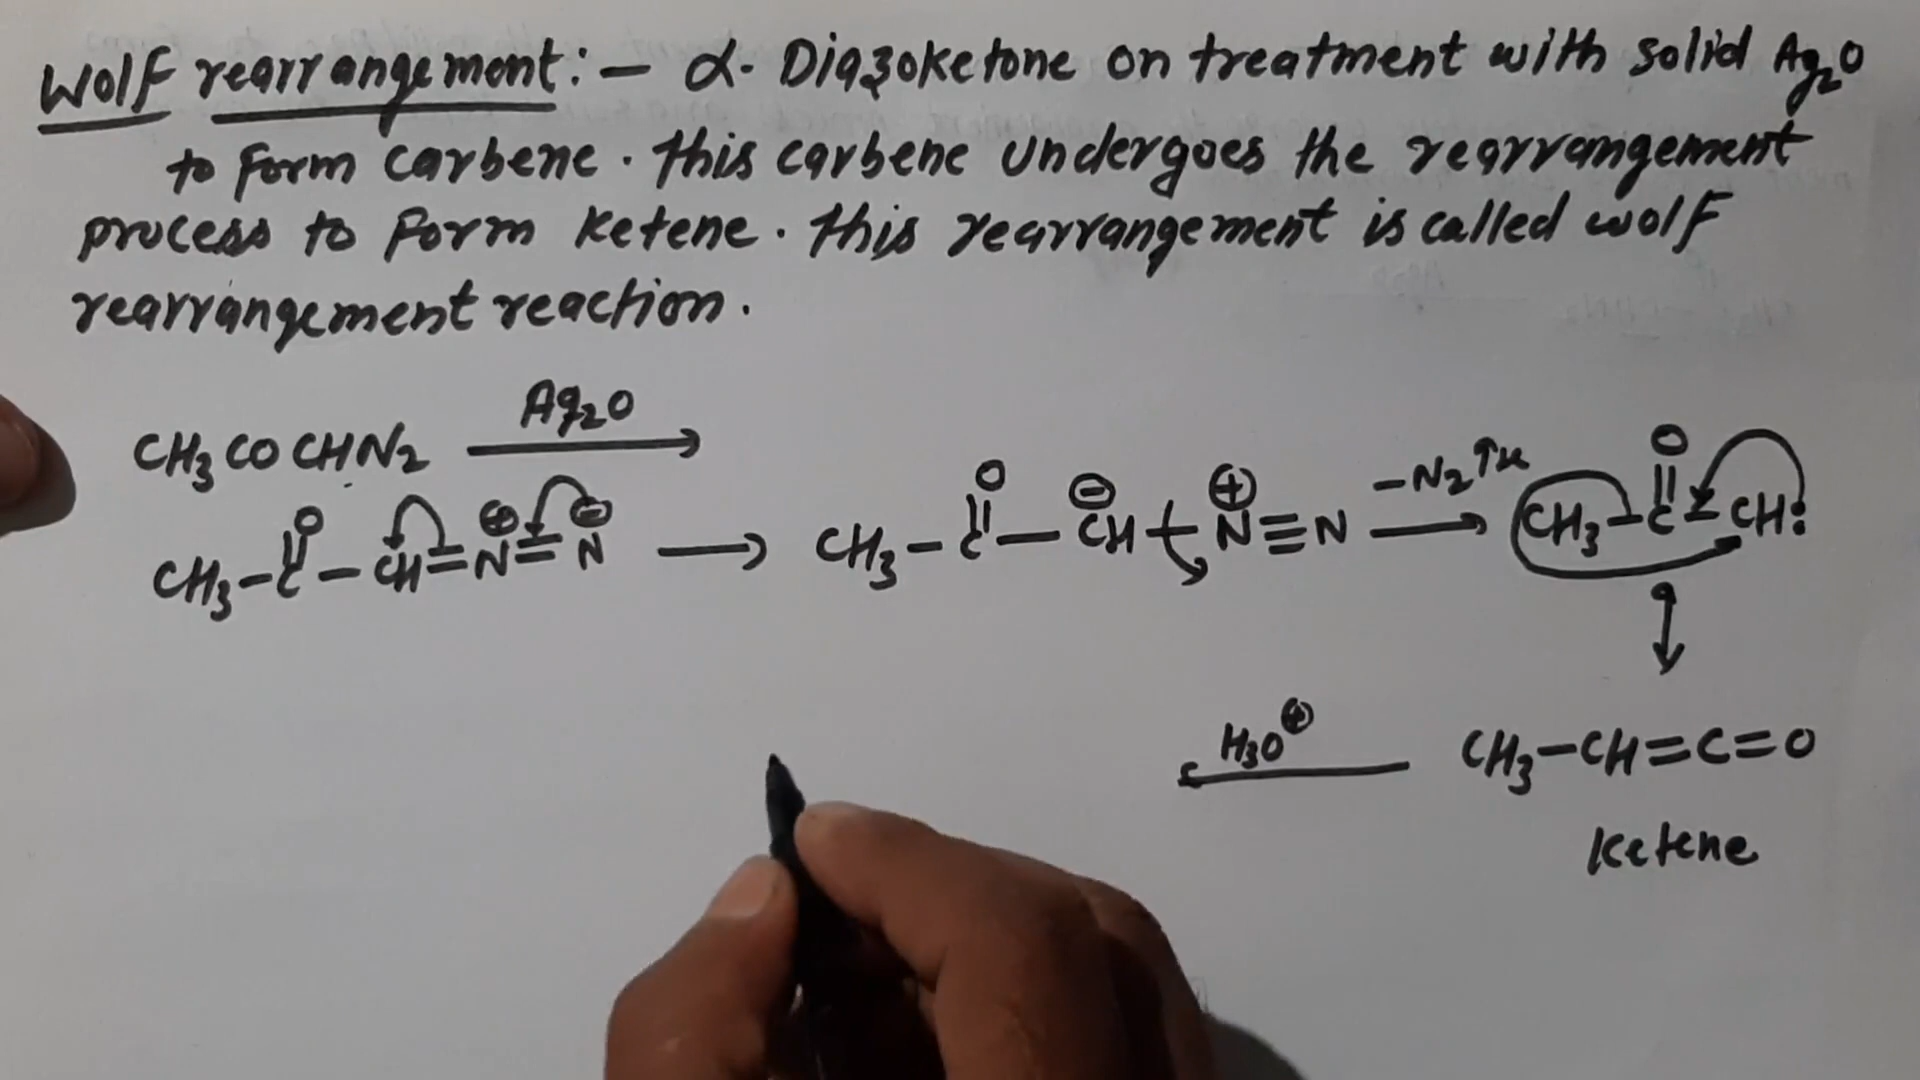 Wolf rearrangement:- α- Diazoketone on treatment with solid Ag₂O
to form carbene. This carbene undergoes the rearrangement
process to form ketene. This rearrangement is called wolf
rearrangement reaction.
CH₃COCHN₂ Ag₂O →
CH₃-C(=O)-CH=N⊕=N⊖ → CH₃-C(=O)-CH⊖-N⊕≡N -N₂↑ → CH₃-C(=O)-CH:
H₃O⊕ CH₃-CH=C=O
Ketene